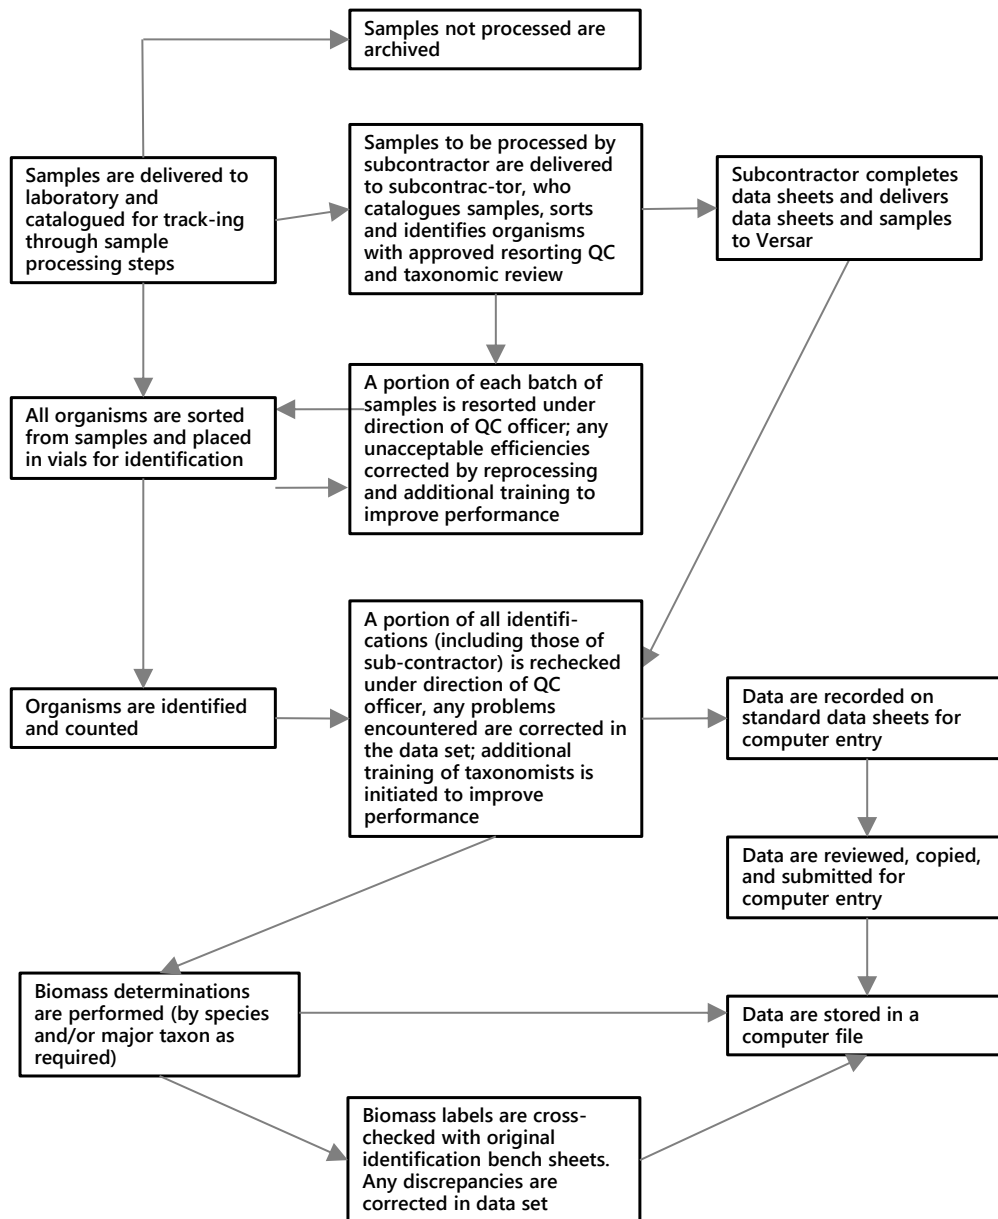 Samples not processed are
archived
Samples are delivered to
laboratory and
catalogued for track-ing
through sample
processing steps
Samples to be processed by
subcontractor are delivered
to subcontrac-tor, who
catalogues samples, sorts
and identifies organisms
with approved resorting QC
and taxonomic review
Subcontractor completes
data sheets and delivers
data sheets and samples
to Versar
All organisms are sorted
from samples and placed
in vials for identification
A portion of each batch of
samples is resorted under
direction of QC officer; any
unacceptable efficiencies
corrected by reprocessing
and additional training to
improve performance
Organisms are identified
and counted
A portion of all identifi-
cations (including those of
sub-contractor) is rechecked
under direction of QC
officer, any problems
encountered are corrected in
the data set; additional
training of taxonomists is
initiated to improve
performance
Data are recorded on
standard data sheets for
computer entry
Data are reviewed, copied,
and submitted for
computer entry
Biomass determinations
are performed (by species
and/or major taxon as
required)
Data are stored in a
computer file
Biomass labels are cross-
checked with original
identification bench sheets.
Any discrepancies are
corrected in data set